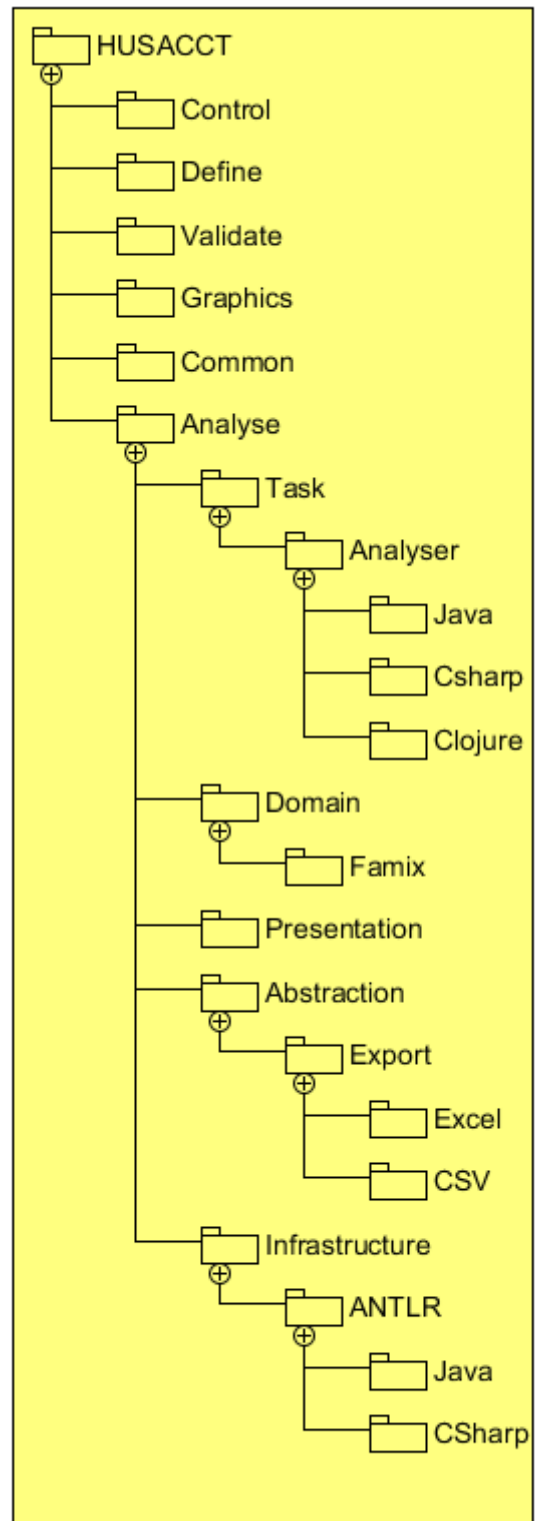 HUSACCT
Control
Define
Validate
Graphics
Common
Analyse
Task
Analyser
Java
Csharp
Clojure
Domain
Famix
Presentation
Abstraction
Export
Excel
CSV
Infrastructure
ANTLR
Java
CSharp